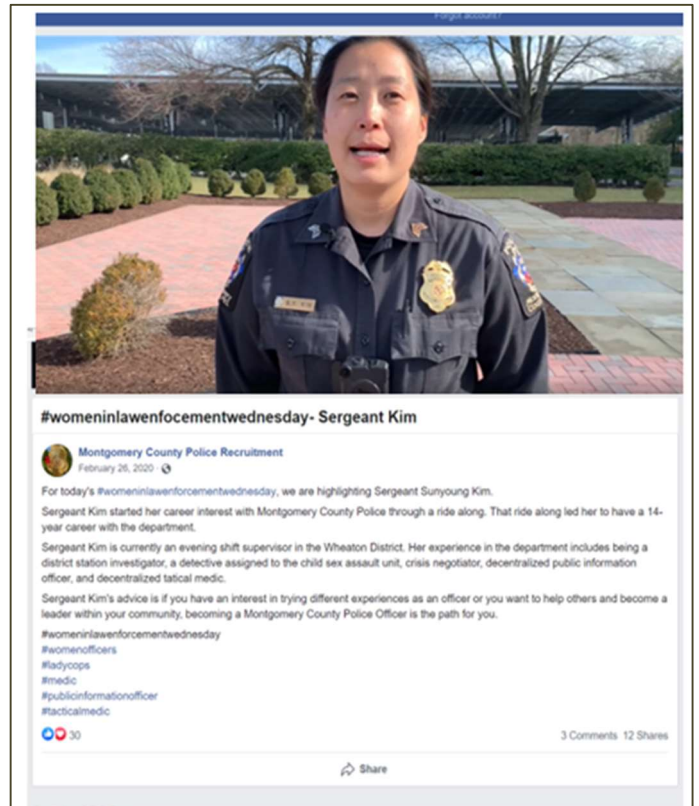 Forgot account?
#womeninlawenfocementwednesday- Sergeant Kim
Montgomery County Police Recruitment
February 26, 2020 ·
For today's #womeninlawenforcementwednesday, we are highlighting Sergeant Sunyoung Kim.
Sergeant Kim started her career interest with Montgomery County Police through a ride along. That ride along led her to have a 14-
year career with the department.
Sergeant Kim is currently an evening shift supervisor in the Wheaton District. Her experience in the department includes being a
district station investigator, a detective assigned to the child sex assault unit, crisis negotiator, decentralized public information
officer, and decentralized tatical medic.
Sergeant Kim's advice is if you have an interest in trying different experiences as an officer or you want to help others and become a
leader within your community, becoming a Montgomery County Police Officer is the path for you.
#womeninlawenforcementwednesday
#womenofficers
#ladycops
#medic
#publicinformationofficer
#tacticalmedic
30
3 Comments 12 Shares
Share